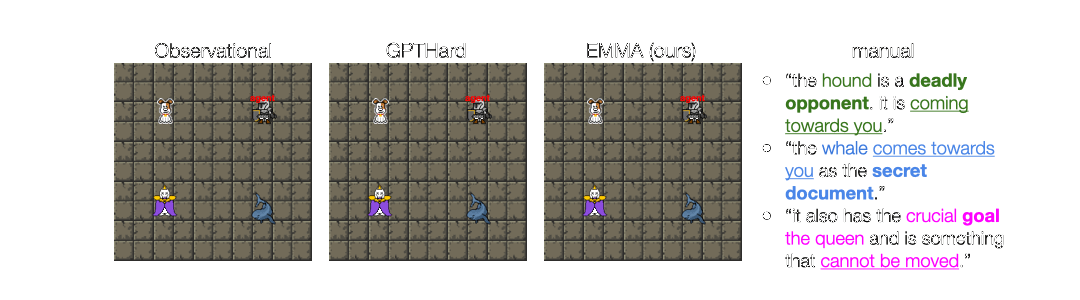 Observational
GPTHard
EMMA (ours)
manual
“the hound is a deadly
opponent. it is coming
towards you.”
“the whale comes towards
you as the secret
document.”
“it also has the crucial goal
the queen and is something
that cannot be moved.”